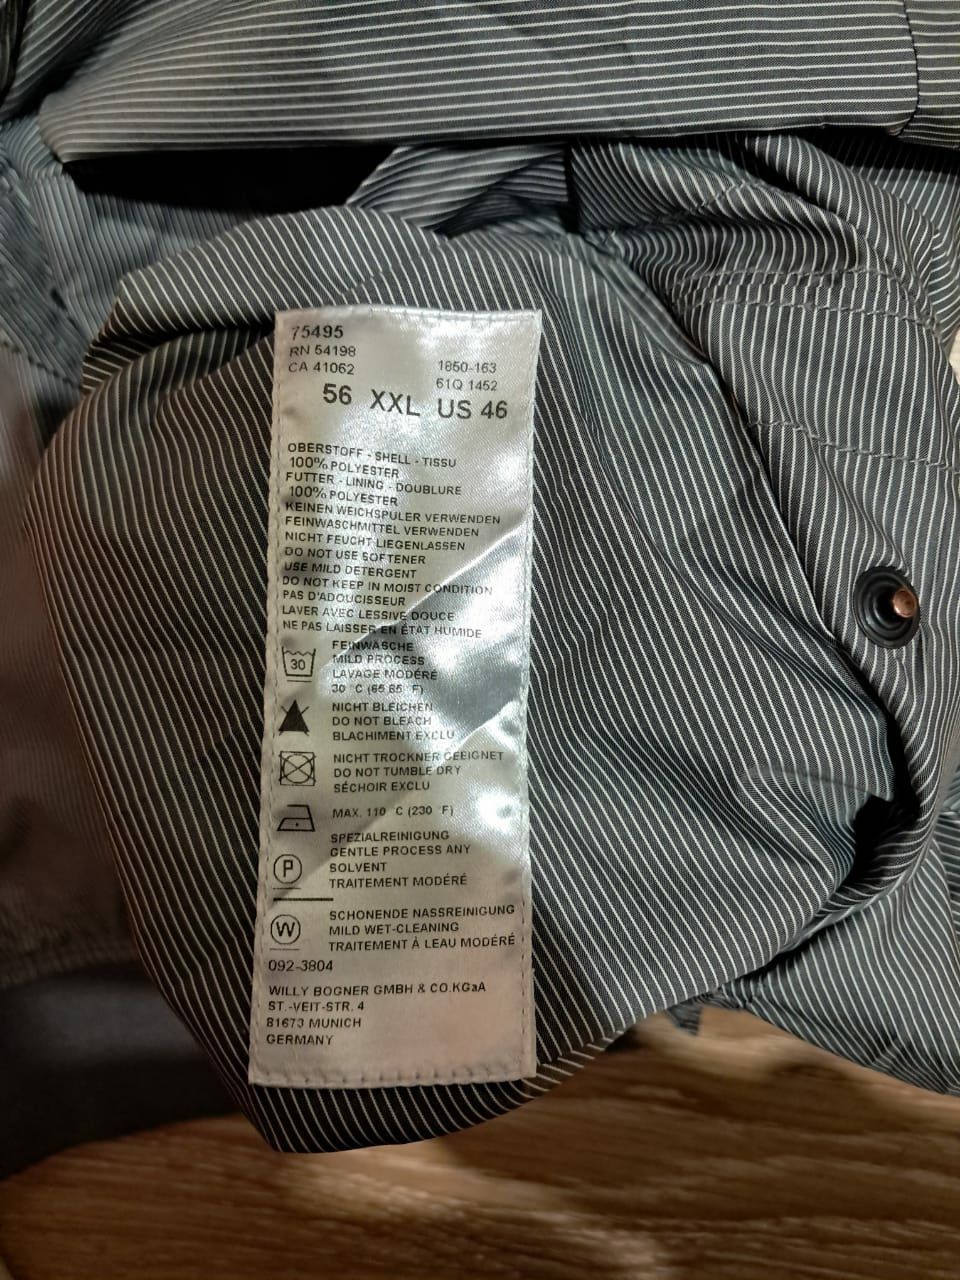 75495
RN 54198
CA 41062
1850-163
61Q 1452
56 XXL US 46
OBERSTOFF - SHELL - TISSU
100% POLYESTER
FUTTER - LINING - DOUBLURE
100% POLYESTER
KEINEN WEICHSPÜLER VERWENDEN
FEINWASCHMITTEL VERWENDEN
NICHT FEUCHT LIEGENLASSEN
DO NOT USE SOFTENER
USE MILD DETERGENT
DO NOT KEEP IN MOIST CONDITION
PAS D'ADOUCISSEUR
LAVER AVEC LESSIVE DOUCE
NE PAS LAISSER EN ÉTAT HUMIDE
30
FEINWÄSCHE
MILD PROCESS
LAVAGE MODÉRÉ
30 °C (65 85 °F)
NICHT BLEICHEN
DO NOT BLEACH
BLACHIMENT EXCLU
NICHT TROCKNER GEEIGNET
DO NOT TUMBLE DRY
SÉCHOIR EXCLU
MAX. 110 °C (230 °F)
P
SPEZIALREINIGUNG
GENTLE PROCESS ANY
SOLVENT
TRAITEMENT MODÉRÉ
W
SCHONENDE NASSREINIGUNG
MILD WET-CLEANING
TRAITEMENT À LEAU MODÉRÉ
092-3804
WILLY BOGNER GMBH & CO.KGaA
ST.-VEIT-STR. 4
81673 MUNICH
GERMANY